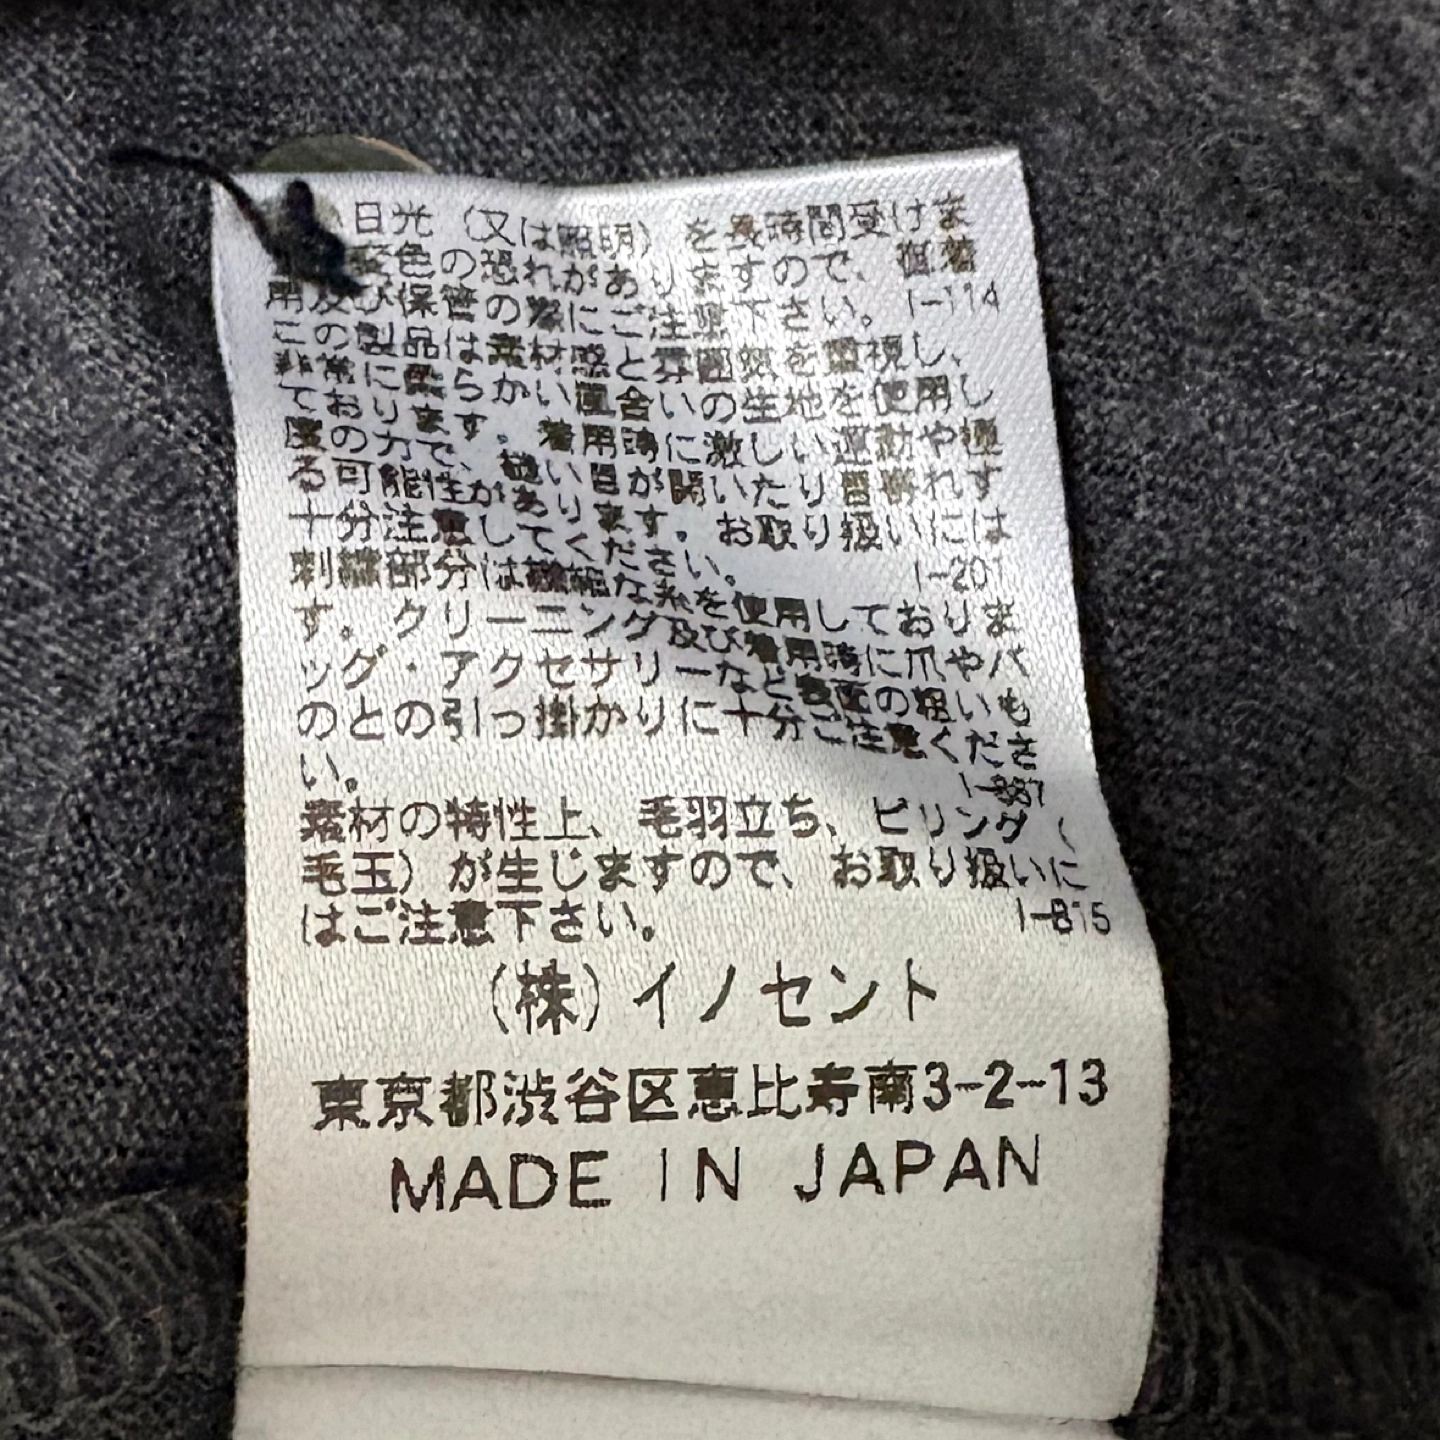 日光（又は照明）を長時間受けま
変色の恐れがありますので、御着
用及び保管の際にご注意下さい。 I-114
この製品は素材感と雰囲気を重視し、
非常に柔らかい風合いの生地を使用し
ております。着用時に激しい運動や極
度の力で、縫い目が開いたり型崩れす
る可能性があります。お取り扱いには
十分注意してください。 I-201
刺繍部分は繊細な糸を使用しておりま
す。クリーニング及び着用時に爪やバ
ッグ・アクセサリーなど表面の粗いも
のとの引っ掛かりに十分ご注意くださ
い。 I-887
素材の特性上、毛羽立ち、ピリング（
毛玉）が生じますので、お取り扱いに
はご注意下さい。 I-815
（株）イノセント
東京都渋谷区恵比寿南3-2-13
MADE IN JAPAN